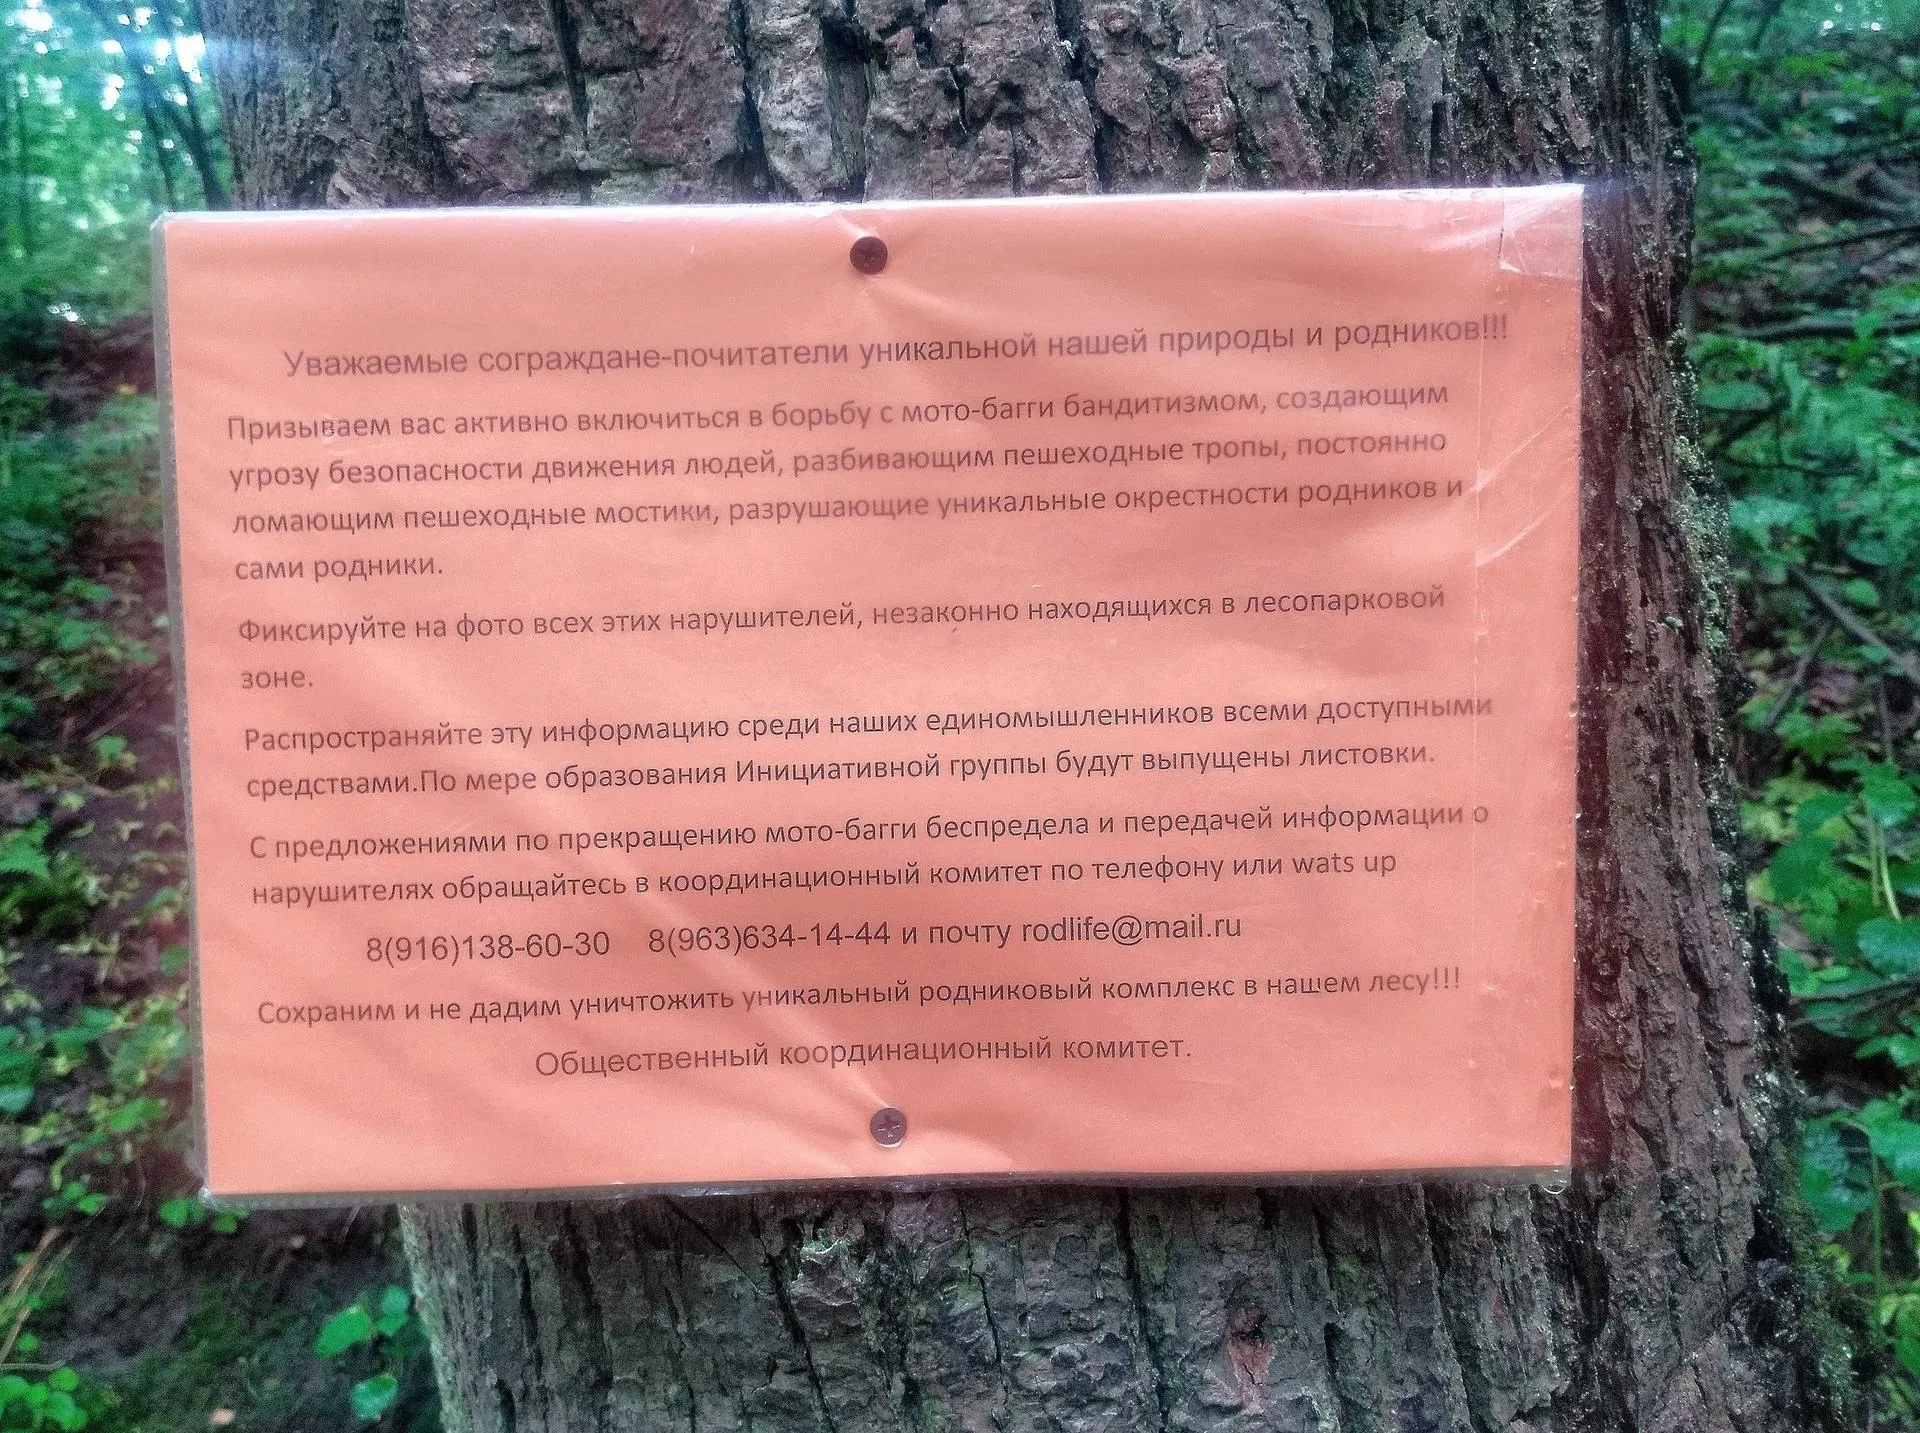 Уважаемые сограждане-почитатели уникальной нашей природы и родников!!!
Призываем вас активно включиться в борьбу с мото-багги бандитизмом, создающим
угрозу безопасности движения людей, разбивающим пешеходные тропы, постоянно
ломающим пешеходные мостики, разрушающие уникальные окрестности родников и
сами родники.
Фиксируйте на фото всех этих нарушителей, незаконно находящихся в лесопарковой
зоне.
Распространяйте эту информацию среди наших единомышленников всеми доступными
средствами.По мере образования Инициативной группы будут выпущены листовки.
С предложениями по прекращению мото-багги беспредела и передачей информации о
нарушителях обращайтесь в координационный комитет по телефону или wats up
8(916)138-60-30 8(963)634-14-44 и почту rodlife@mail.ru
Сохраним и не дадим уничтожить уникальный родниковый комплекс в нашем лесу!!!
Общественный координационный комитет.